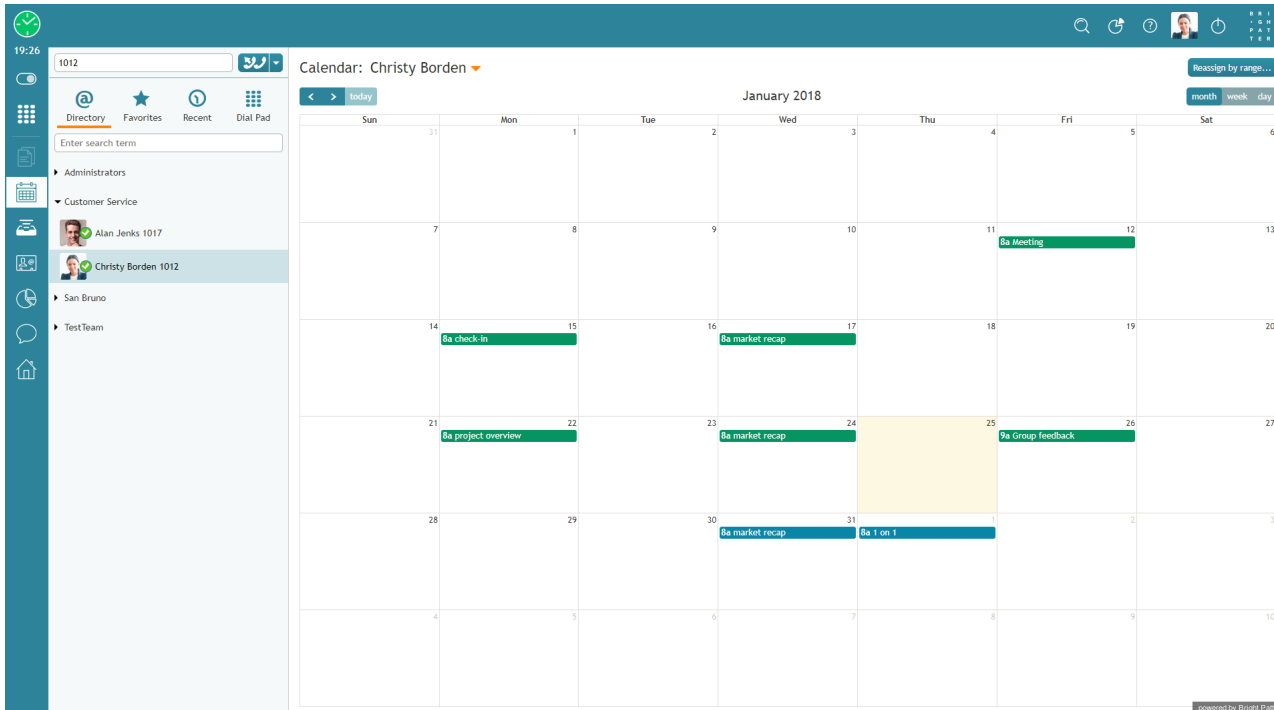 B R I
· G H
P A T
T E R
19:26
1012
Directory Favorites Recent Dial Pad
Enter search term
Administrators
Customer Service
Alan Jenks 1017
Christy Borden 1012
San Bruno
TestTeam
Calendar: Christy Borden
Reassign by range...
< > today
January 2018
month week day
Sun Mon Tue Wed Thu Fri Sat
31 1 2 3 4 5 6
7 8 9 10 11 12 13
8a Meeting
14 15 16 17 18 19 20
8a check-in 8a market recap
21 22 23 24 25 26 27
8a project overview 8a market recap 9a Group feedback
28 29 30 31 1 2 3
8a market recap 8a 1 on 1
4 5 6 7 8 9 10
powered by Bright Patt